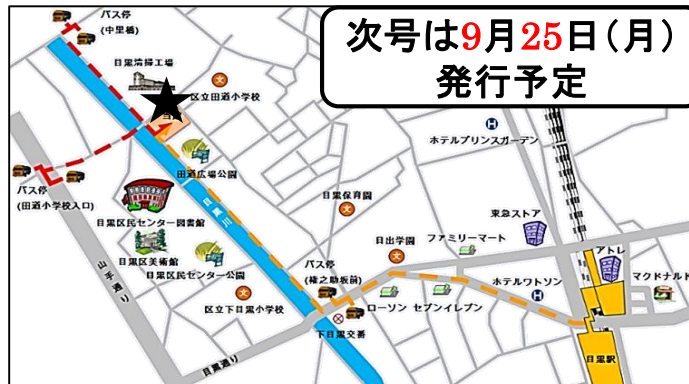 次号は9月25日(月)
発行予定
バス停
(中里橋)
目黒清掃工場
区立田道小学校
ホテルプリンスガーデン
田道広場公園
バス停
(田道小学校入口)
目黒区民センター図書館
目黒保育園
東急ストア
目黒川
目黒区美術館
目黒区民センター公園
日出学園
ファミリーマート
アトレ
山手通り
バス停
(権之助坂前)
ホテルワトソン
マクドナルド
区立下目黒小学校
ローソン
セブンイレブン
下目黒交番
目黒通り
目黒駅